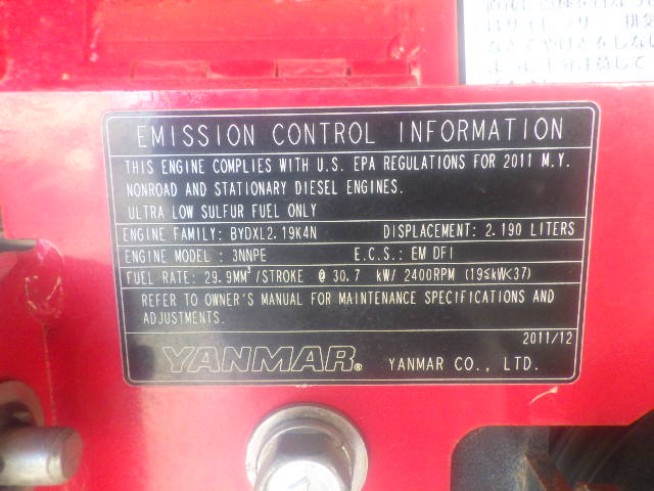 EMISSION CONTROL INFORMATION
THIS ENGINE COMPLIES WITH U.S. EPA REGULATIONS FOR 2011 M.Y.
NONROAD AND STATIONARY DIESEL ENGINES.
ULTRA LOW SULFUR FUEL ONLY
ENGINE FAMILY: BYDXL2.19K4N DISPLACEMENT: 2.190 LITERS
ENGINE MODEL : 3NNPE E.C.S.: EM DFI
FUEL RATE: 29.9MM³/STROKE @ 30.7 kW/ 2400RPM (19≦kW<37)
REFER TO OWNER'S MANUAL FOR MAINTENANCE SPECIFICATIONS AND
ADJUSTMENTS.
2011/12
YANMAR® YANMAR CO., LTD.